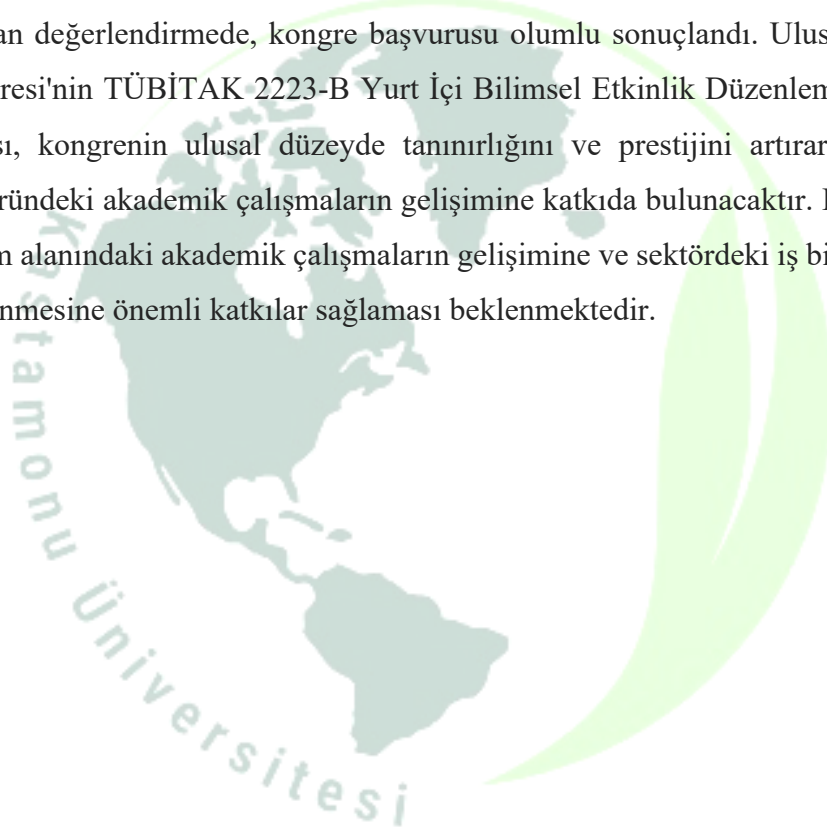 an değerlendirmede, kongre başvurusu olumlu sonuçlandı. Ulus
resi'nin TÜBİTAK 2223-B Yurt İçi Bilimsel Etkinlik Düzenlem
sı, kongrenin ulusal düzeyde tanınırlığını ve prestijini artırar
ründeki akademik çalışmaların gelişimine katkıda bulunacaktır.
m alanındaki akademik çalışmaların gelişimine ve sektördeki iş bi
nmesine önemli katkılar sağlaması beklenmektedir.
Kastamonu Üniversitesi